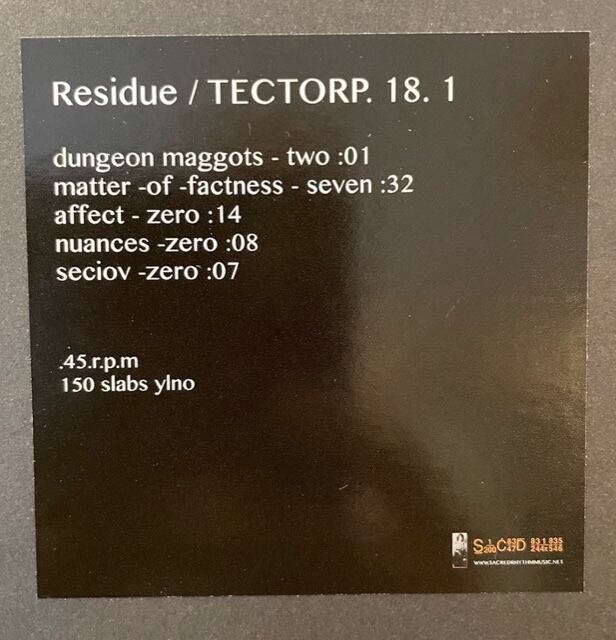 Residue / TECTORP. 18. 1
dungeon maggots - two :01
matter -of -factness - seven :32
affect - zero :14
nuances -zero :08
seciov -zero :07
.45.r.p.m
150 slabs ylno
WWW.SACREDRHYTHMMUSIC.NET